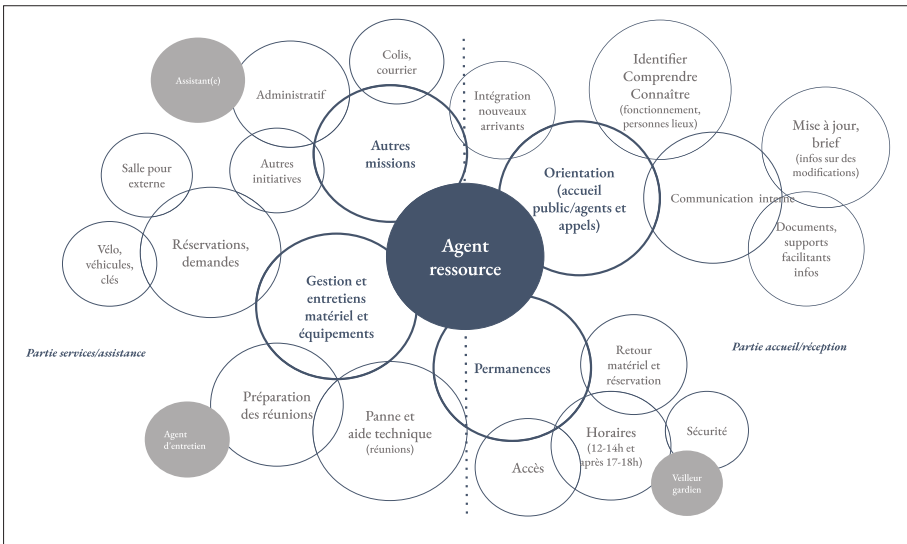 Assistant(e)
Administratif
Colis,
courrier
Intégration
nouveaux
arrivants
Identifier
Comprendre
Connaître
(fonctionnement,
personnes lieux)
Mise à jour,
brief
(infos sur des
modifications)
Autres
missions
Autres
initiatives
Salle pour
externe
Orientation
(accueil
public/agents et
appels)
Communication interne
Documents,
supports
facilitants
infos
Vélo,
véhicules,
clés
Réservations,
demandes
Agent
ressource
Gestion et
entretiens
matériel et
équipements
Partie services/assistance
Partie accueil/réception
Permanences
Retour
matériel et
réservation
Préparation
des réunions
Panne et
aide technique
(réunions)
Agent
d'entretien
Accès
Horaires
(12-14h et
après 17-18h)
Sécurité
Veilleur
gardien